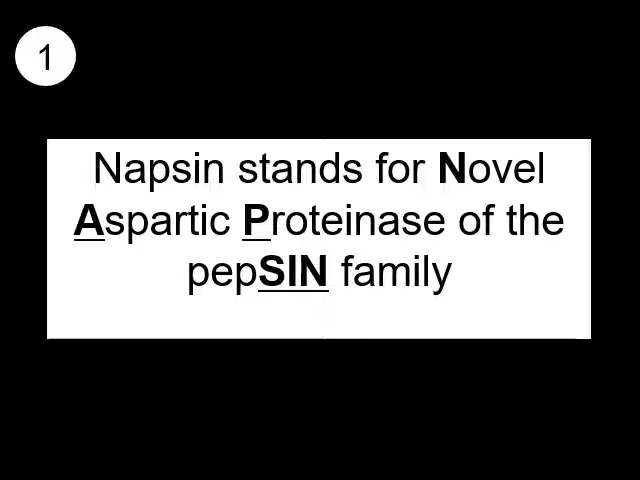 1
Napsin stands for Novel
Aspartic Proteinase of the
pepSIN family